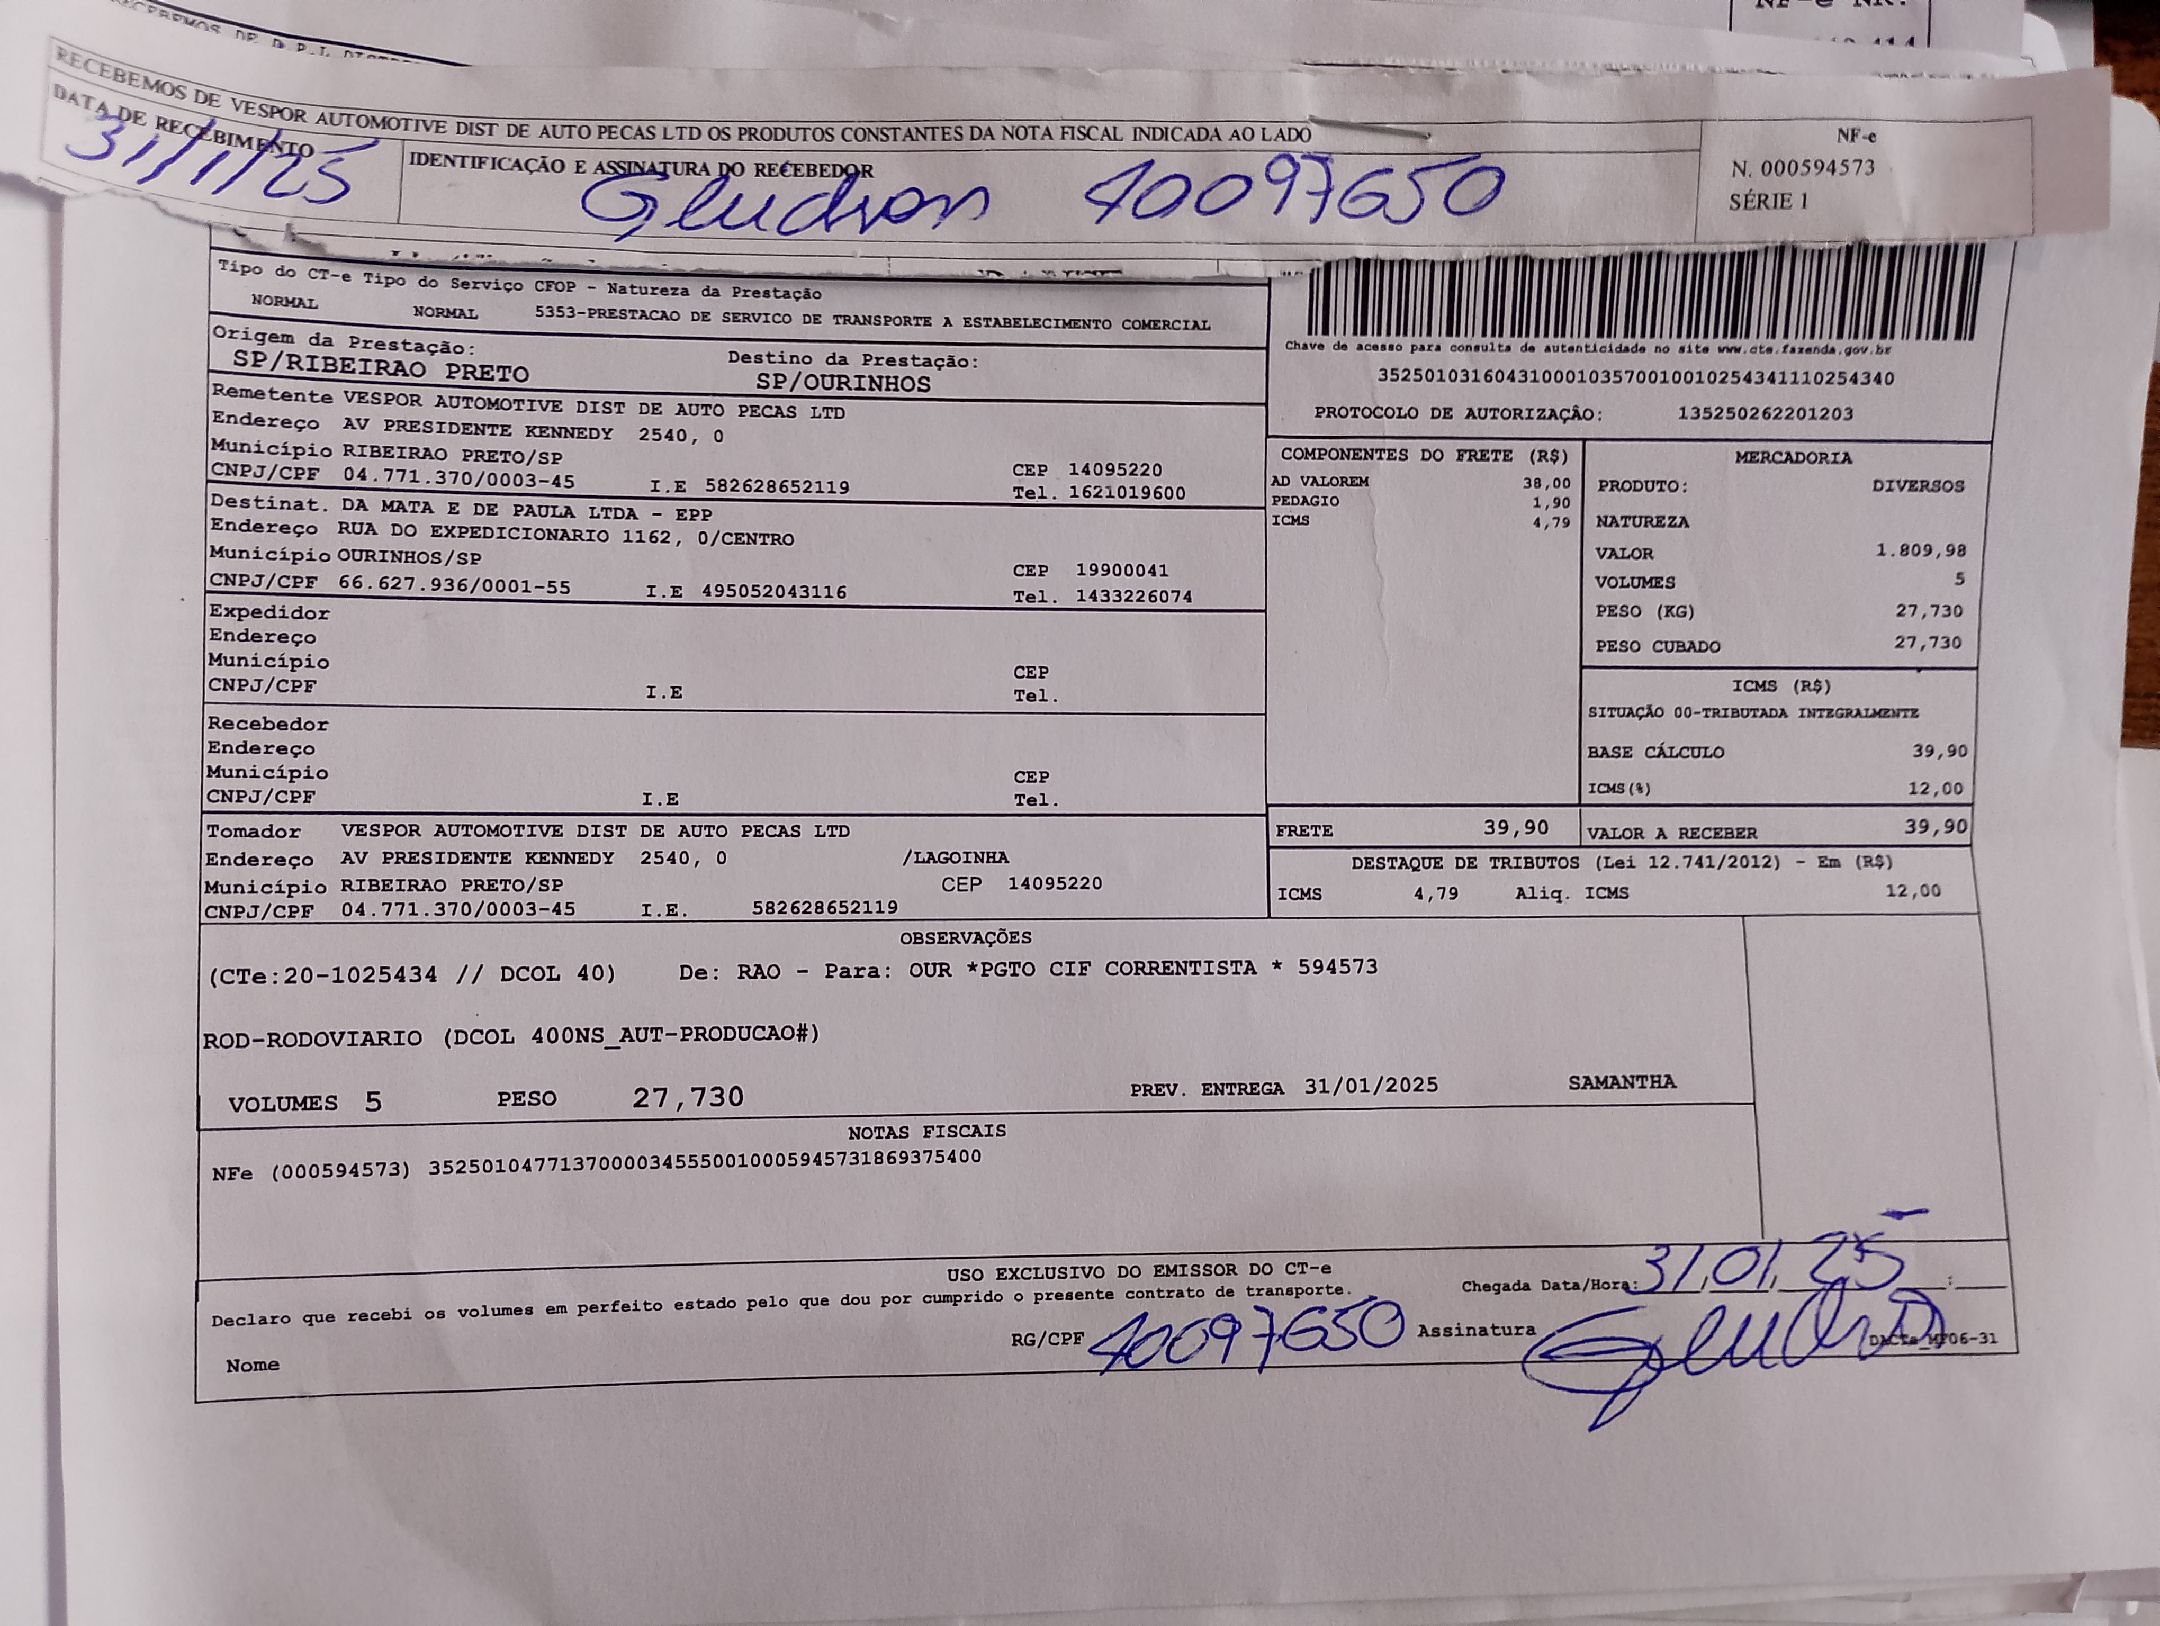 NF-e NR.
RECEBEMOS DE D.P.J. 
RECEBEMOS DE VESPOR AUTOMOTIVE DIST DE AUTO PECAS LTD OS PRODUTOS CONSTANTES DA NOTA FISCAL INDICADA AO LADO
DATA DE RECEBIMENTO
31/1/25
IDENTIFICAÇÃO E ASSINATURA DO RECEBEDOR
40097650
NF-e
N. 000594573
SÉRIE 1
Tipo do CT-e Tipo do Serviço CFOP - Natureza da Prestação
NORMAL NORMAL 5353-PRESTACAO DE SERVICO DE TRANSPORTE A ESTABELECIMENTO COMERCIAL
Origem da Prestação: Destino da Prestação:
SP/RIBEIRAO PRETO SP/OURINHOS
Remetente VESPOR AUTOMOTIVE DIST DE AUTO PECAS LTD
Endereço AV PRESIDENTE KENNEDY 2540, 0
Município RIBEIRAO PRETO/SP CEP 14095220
CNPJ/CPF 04.771.370/0003-45 I.E 582628652119 Tel. 1621019600
Destinat. DA MATA E DE PAULA LTDA - EPP
Endereço RUA DO EXPEDICIONARIO 1162, 0/CENTRO
Município OURINHOS/SP CEP 19900041
CNPJ/CPF 66.627.936/0001-55 I.E 495052043116 Tel. 1433226074
Expedidor
Endereço
Município CEP
CNPJ/CPF I.E Tel.
Recebedor
Endereço
Município CEP
CNPJ/CPF I.E Tel.
Tomador VESPOR AUTOMOTIVE DIST DE AUTO PECAS LTD
Endereço AV PRESIDENTE KENNEDY 2540, 0 /LAGOINHA
Município RIBEIRAO PRETO/SP CEP 14095220
CNPJ/CPF 04.771.370/0003-45 I.E. 582628652119
Chave de acesso para consulta de autenticidade no site www.cte.fazenda.gov.br
35250103160431000103570010010254341110254340
PROTOCOLO DE AUTORIZAÇÃO: 135250262201203
COMPONENTES DO FRETE (R$)
AD VALOREM 38,00
PEDAGIO 1,90
ICMS 4,79
MERCADORIA
PRODUTO: DIVERSOS
NATUREZA
VALOR 1.809,98
VOLUMES 5
PESO (KG) 27,730
PESO CUBADO 27,730
ICMS (R$)
SITUAÇÃO 00-TRIBUTADA INTEGRALMENTE
BASE CÁLCULO 39,90
ICMS(%) 12,00
FRETE 39,90 VALOR A RECEBER 39,90
DESTAQUE DE TRIBUTOS (Lei 12.741/2012) - Em (R$)
ICMS 4,79 Aliq. ICMS 12,00
OBSERVAÇÕES
(CTe:20-1025434 // DCOL 40) De: RAO - Para: OUR *PGTO CIF CORRENTISTA * 594573
ROD-RODOVIARIO (DCOL 400NS_AUT-PRODUCAO#)
VOLUMES 5 PESO 27,730 PREV. ENTREGA 31/01/2025 SAMANTHA
NOTAS FISCAIS
NFe (000594573) 35250104771370000345550010005945731869375400
USO EXCLUSIVO DO EMISSOR DO CT-e
Declaro que recebi os volumes em perfeito estado pelo que dou por cumprido o presente contrato de transporte.
Chegada Data/Hora: 31/01/25 :
Nome RG/CPF 40097650 Assinatura